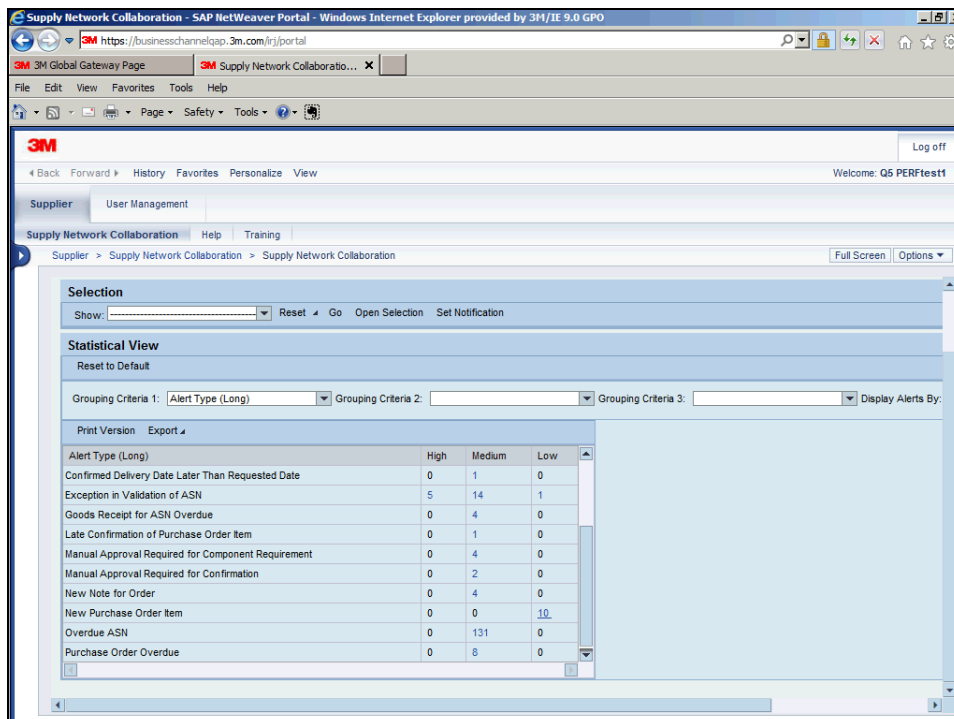 Supply Network Collaboration - SAP NetWeaver Portal - Windows Internet Explorer provided by 3M/IE 9.0 GPO
3M https://businesschannelqap.3m.com/irj/portal
3M 3M Global Gateway Page 3M Supply Network Collaboratio... X
File Edit View Favorites Tools Help
Page Safety Tools
3M Log off
Back Forward History Favorites Personalize View Welcome: Q5 PERFtest1
Supplier User Management
Supply Network Collaboration Help Training
Supplier > Supply Network Collaboration > Supply Network Collaboration Full Screen Options
Selection
Show: ---------------------------------------- Reset Go Open Selection Set Notification
Statistical View
Reset to Default
Grouping Criteria 1: Alert Type (Long) Grouping Criteria 2: Grouping Criteria 3: Display Alerts By:
Print Version Export
Alert Type (Long) High Medium Low
Confirmed Delivery Date Later Than Requested Date 0 1 0
Exception in Validation of ASN 5 14 1
Goods Receipt for ASN Overdue 0 4 0
Late Confirmation of Purchase Order Item 0 1 0
Manual Approval Required for Component Requirement 0 4 0
Manual Approval Required for Confirmation 0 2 0
New Note for Order 0 4 0
New Purchase Order Item 0 0 10
Overdue ASN 0 131 0
Purchase Order Overdue 0 8 0